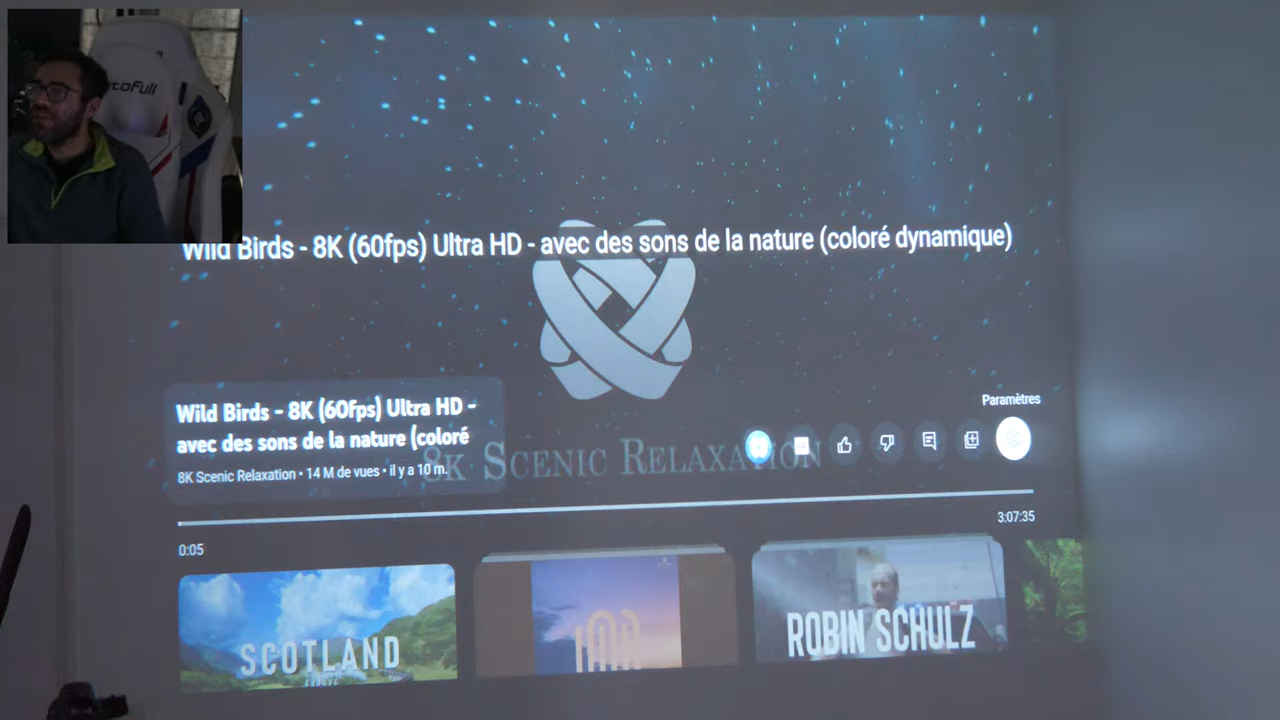 Wild Birds - 8K (60fps) Ultra HD - avec des sons de la nature (coloré dynamique)
Paramètres
Wild Birds - 8K (60fps) Ultra HD -
avec des sons de la nature (coloré
8K Scenic Relaxation • 14 M de vues • il y a 10 m.
8K SCENIC RELAXATION
3:07:35
0:05
SCOTLAND
ROBIN SCHULZ